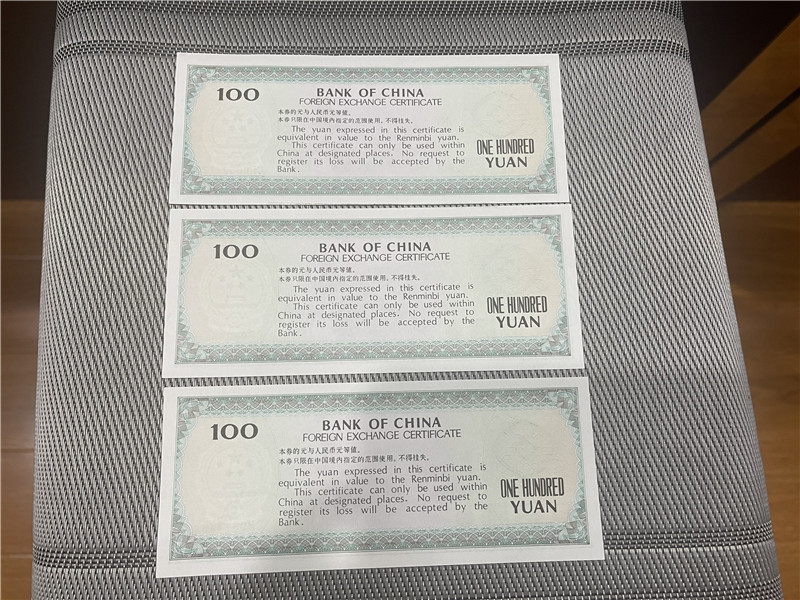 100
BANK OF CHINA
FOREIGN EXCHANGE CERTIFICATE
本券的元与人民币元等值。
本券只限在中国境内指定的范围使用，不得挂失。
The yuan expressed in this certificate is
equivalent in value to the Renminbi yuan.
This certificate can only be used within
China at designated places. No request to
register its loss will be accepted by the
Bank.
ONE HUNDRED
YUAN
100
BANK OF CHINA
FOREIGN EXCHANGE CERTIFICATE
本券的元与人民币元等值。
本券只限在中国境内指定的范围使用，不得挂失。
The yuan expressed in this certificate is
equivalent in value to the Renminbi yuan.
This certificate can only be used within
China at designated places. No request to
register its loss will be accepted by the
Bank.
ONE HUNDRED
YUAN
100
BANK OF CHINA
FOREIGN EXCHANGE CERTIFICATE
本券的元与人民币元等值。
本券只限在中国境内指定的范围使用，不得挂失。
The yuan expressed in this certificate is
equivalent in value to the Renminbi yuan.
This certificate can only be used within
China at designated places. No request to
register its loss will be accepted by the
Bank.
ONE HUNDRED
YUAN